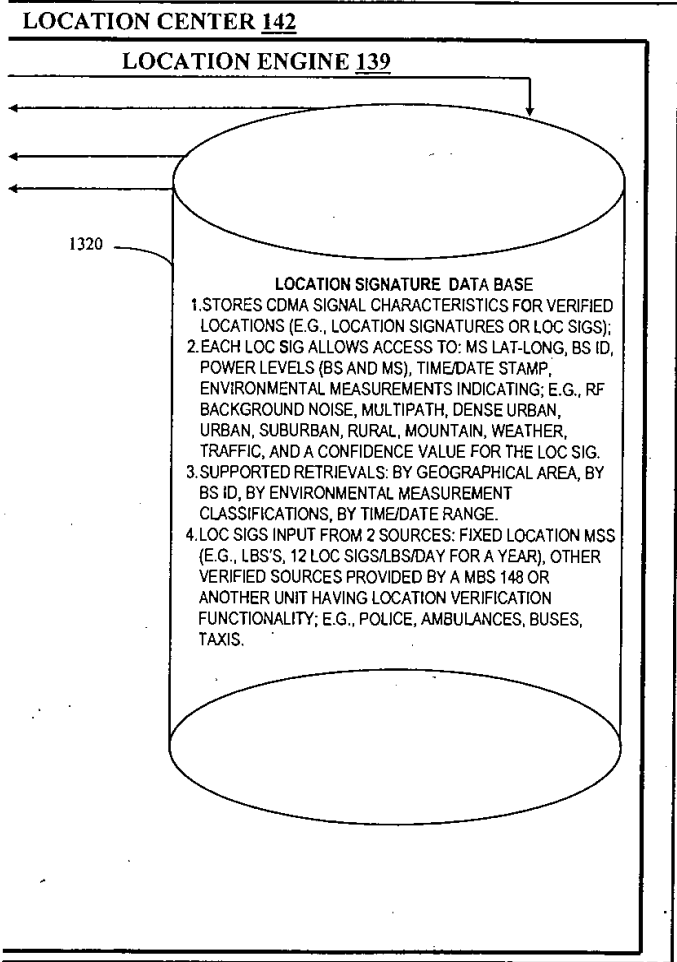 LOCATION CENTER 142
LOCATION ENGINE 139
1320
LOCATION SIGNATURE DATA BASE
1.STORES CDMA SIGNAL CHARACTERISTICS FOR VERIFIED
LOCATIONS (E.G., LOCATION SIGNATURES OR LOC SIGS);
2.EACH LOC SIG ALLOWS ACCESS TO: MS LAT-LONG, BS ID,
POWER LEVELS (BS AND MS), TIME/DATE STAMP,
ENVIRONMENTAL MEASUREMENTS INDICATING; E.G., RF
BACKGROUND NOISE, MULTIPATH, DENSE URBAN,
URBAN, SUBURBAN, RURAL, MOUNTAIN, WEATHER,
TRAFFIC, AND A CONFIDENCE VALUE FOR THE LOC SIG.
3.SUPPORTED RETRIEVALS: BY GEOGRAPHICAL AREA, BY
BS ID, BY ENVIRONMENTAL MEASUREMENT
CLASSIFICATIONS, BY TIME/DATE RANGE.
4.LOC SIGS INPUT FROM 2 SOURCES: FIXED LOCATION MSS
(E.G., LBS'S, 12 LOC SIGS/LBS/DAY FOR A YEAR), OTHER
VERIFIED SOURCES PROVIDED BY A MBS 148 OR
ANOTHER UNIT HAVING LOCATION VERIFICATION
FUNCTIONALITY; E.G., POLICE, AMBULANCES, BUSES,
TAXIS.